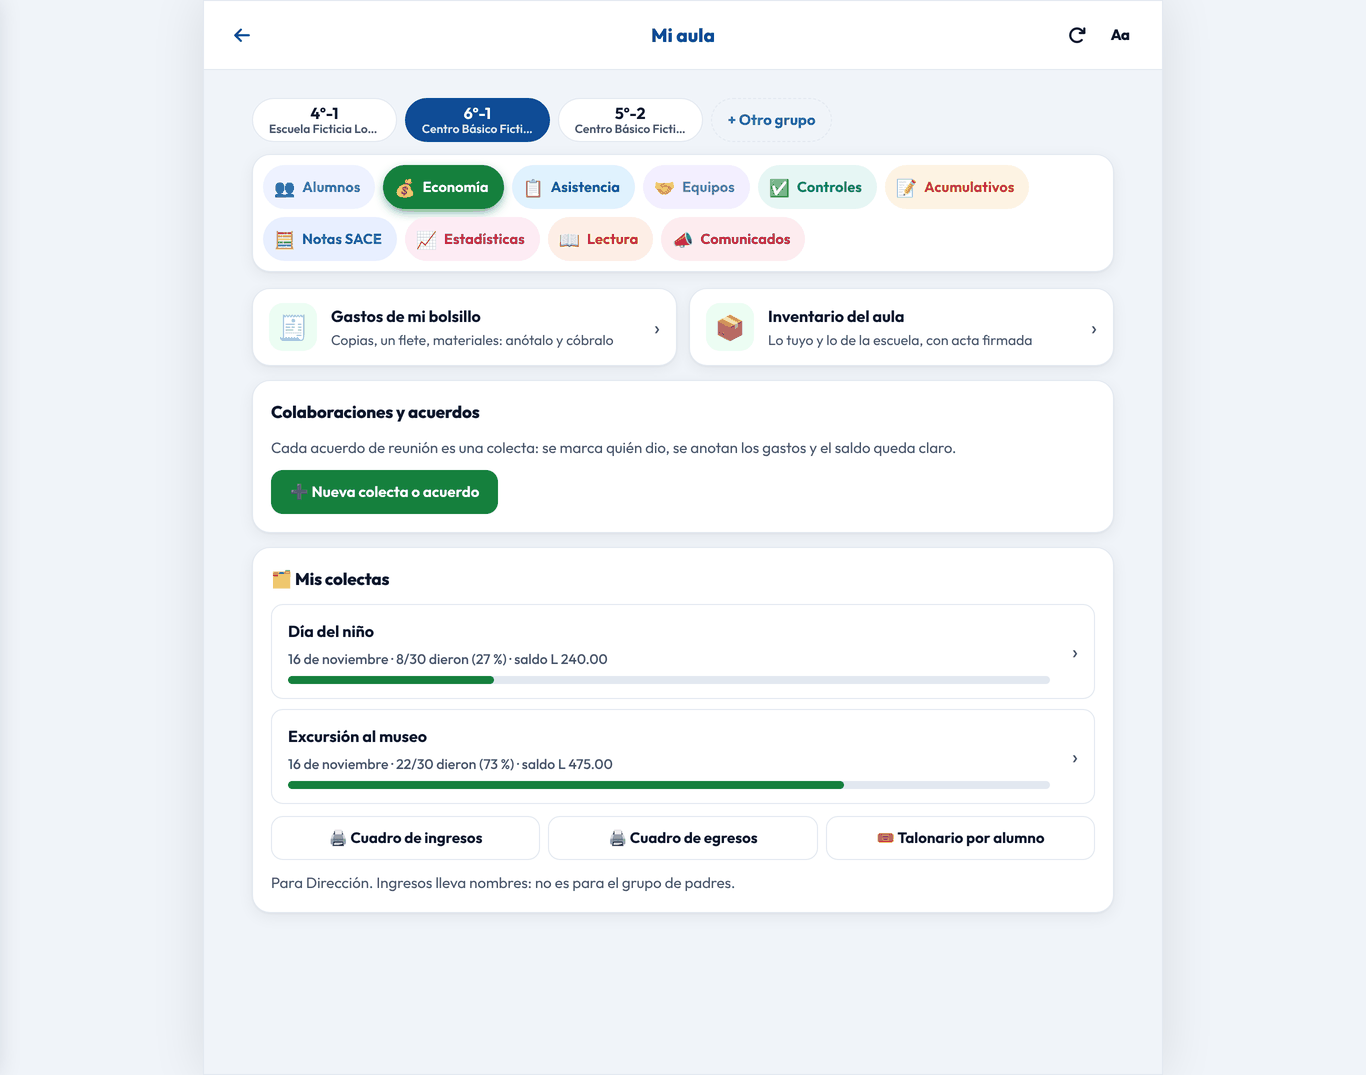 Mi aula
Aa
4º-1
Escuela Ficticia Lo...
6º-1
Centro Básico Ficti...
5º-2
Centro Básico Ficti...
+ Otro grupo
Alumnos
Economía
Asistencia
Equipos
Controles
Acumulativos
Notas SACE
Estadísticas
Lectura
Comunicados
Gastos de mi bolsillo
Copias, un flete, materiales: anótalo y cóbralo
Inventario del aula
Lo tuyo y lo de la escuela, con acta firmada
Colaboraciones y acuerdos
Cada acuerdo de reunión es una colecta: se marca quién dio, se anotan los gastos y el saldo queda claro.
Nueva colecta o acuerdo
Mis colectas
Día del niño
16 de noviembre · 8/30 dieron (27 %) · saldo L 240.00
Excursión al museo
16 de noviembre · 22/30 dieron (73 %) · saldo L 475.00
Cuadro de ingresos
Cuadro de egresos
Talonario por alumno
Para Dirección. Ingresos lleva nombres: no es para el grupo de padres.